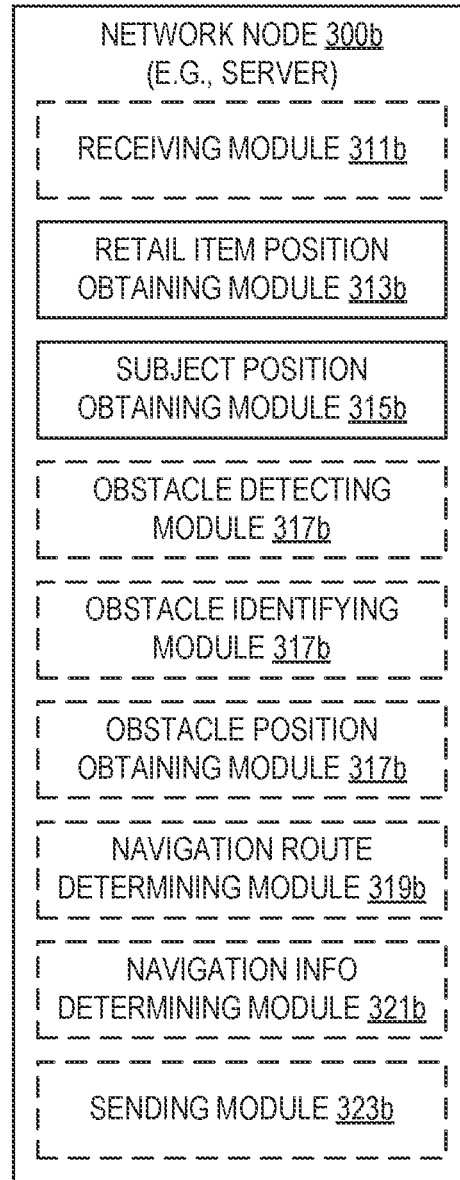 NETWORK NODE 300b
(E.G., SERVER)
RECEIVING MODULE 311b
RETAIL ITEM POSITION
OBTAINING MODULE 313b
SUBJECT POSITION
OBTAINING MODULE 315b
OBSTACLE DETECTING
MODULE 317b
OBSTACLE IDENTIFYING
MODULE 317b
OBSTACLE POSITION
OBTAINING MODULE 317b
NAVIGATION ROUTE
DETERMINING MODULE 319b
NAVIGATION INFO
DETERMINING MODULE 321b
SENDING MODULE 323b